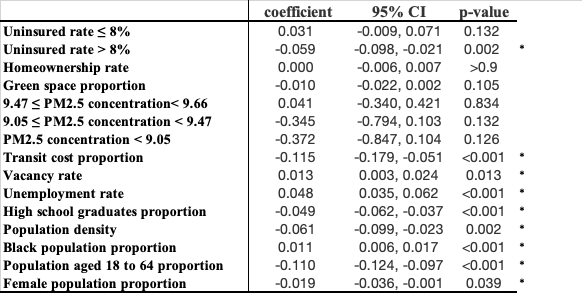 coefficient 95% CI p-value
Uninsured rate ≤ 8% 0.031 -0.009, 0.071 0.132
Uninsured rate > 8% -0.059 -0.098, -0.021 0.002 *
Homeownership rate 0.000 -0.006, 0.007 >0.9
Green space proportion -0.010 -0.022, 0.002 0.105
9.47 ≤ PM2.5 concentration< 9.66 0.041 -0.340, 0.421 0.834
9.05 ≤ PM2.5 concentration < 9.47 -0.345 -0.794, 0.103 0.132
PM2.5 concentration < 9.05 -0.372 -0.847, 0.104 0.126
Transit cost proportion -0.115 -0.179, -0.051 <0.001 *
Vacancy rate 0.013 0.003, 0.024 0.013 *
Unemployment rate 0.048 0.035, 0.062 <0.001 *
High school graduates proportion -0.049 -0.062, -0.037 <0.001 *
Population density -0.061 -0.099, -0.023 0.002 *
Black population proportion 0.011 0.006, 0.017 <0.001 *
Population aged 18 to 64 proportion -0.110 -0.124, -0.097 <0.001 *
Female population proportion -0.019 -0.036, -0.001 0.039 *